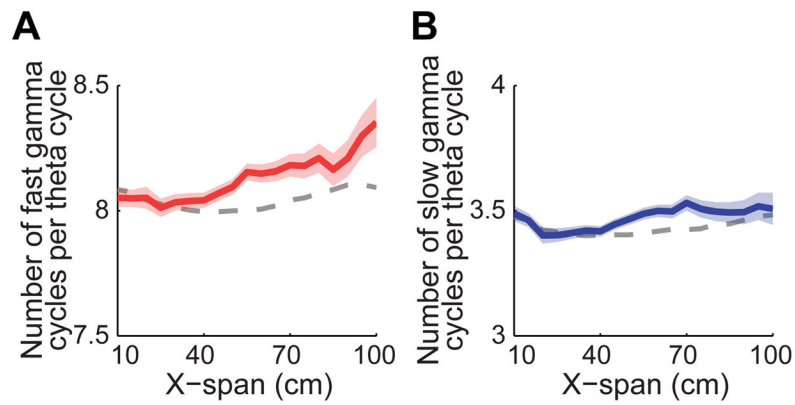 A
Number of fast gamma
cycles per theta cycle
8.5
8
7.5
10 40 70 100
X−span (cm)
B
Number of slow gamma
cycles per theta cycle
4
3.5
3
10 40 70 100
X−span (cm)